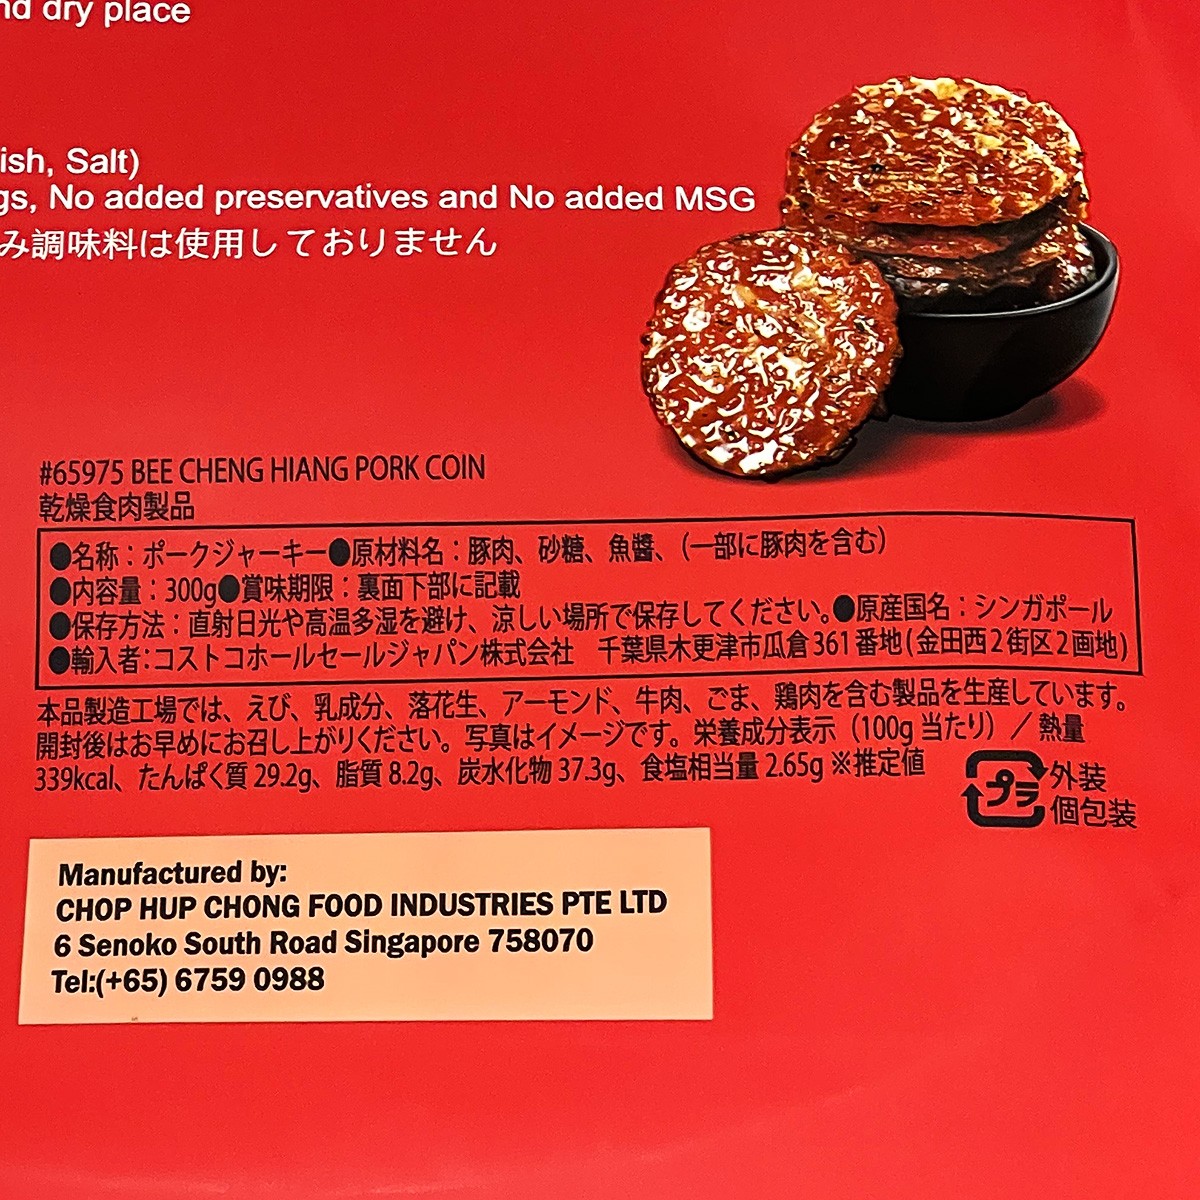 nd dry place
ish, Salt)
gs, No added preservatives and No added MSG
み調味料は使用しておりません
#65975 BEE CHENG HIANG PORK COIN
乾燥食肉製品
●名称：ポークジャーキー●原材料名：豚肉、砂糖、魚醬、（一部に豚肉を含む）
●内容量：300g●賞味期限：裏面下部に記載
●保存方法：直射日光や高温多湿を避け、涼しい場所で保存してください。●原産国名：シンガポール
●輸入者：コストコホールセールジャパン株式会社　千葉県木更津市瓜倉361番地(金田西2街区2画地)
本品製造工場では、えび、乳成分、落花生、アーモンド、牛肉、ごま、鶏肉を含む製品を生産しています。
開封後はお早めにお召し上がりください。写真はイメージです。栄養成分表示（100g 当たり）／ 熱量
339kcal、たんぱく質 29.2g、脂質 8.2g、炭水化物 37.3g、食塩相当量 2.65g ※推定値
プラ 外装
個包装
Manufactured by:
CHOP HUP CHONG FOOD INDUSTRIES PTE LTD
6 Senoko South Road Singapore 758070
Tel:(+65) 6759 0988